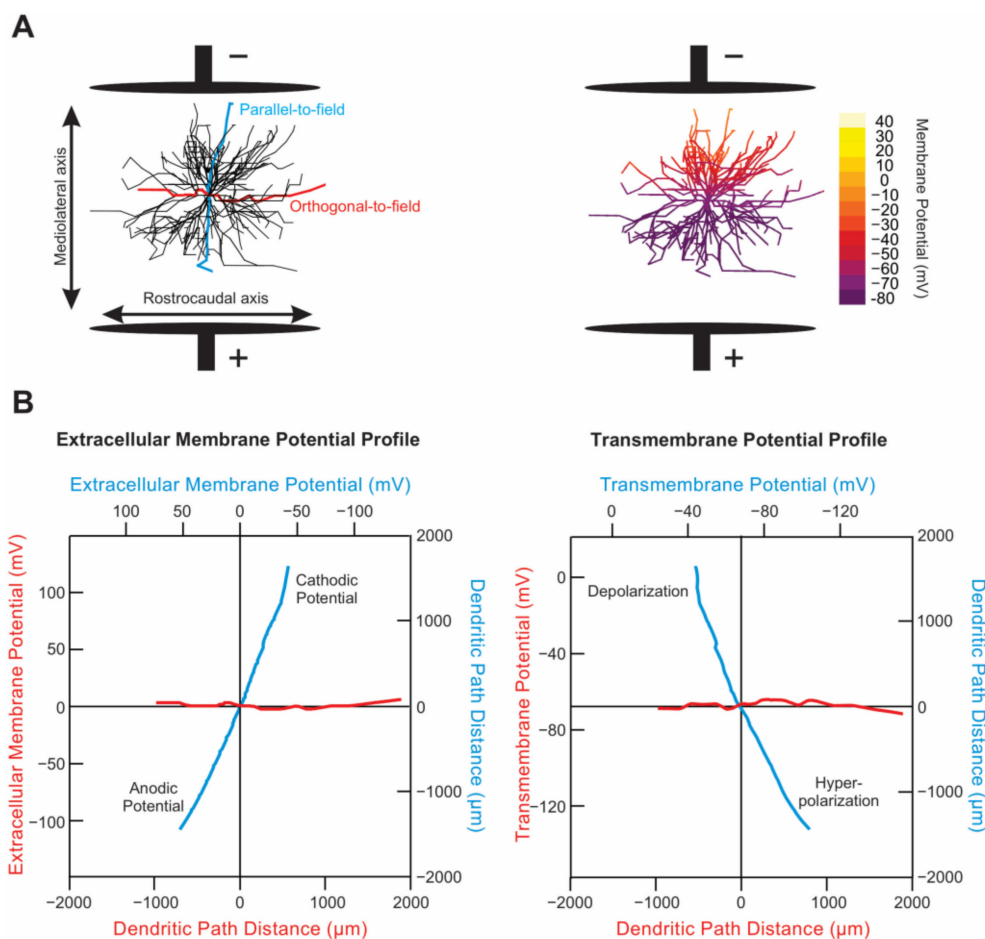 A
−
Parallel-to-field
Mediolateral axis
Orthogonal-to-field
Rostrocaudal axis
+
−
40
30
20
10
0
−10
−20
−30
−40
−50
−60
−70
−80
Membrane Potential (mV)
+
B
Extracellular Membrane Potential Profile
Extracellular Membrane Potential (mV)
100 50 0 −50 −100
Extracellular Membrane Potential (mV)
100
50
0
−50
−100
Cathodic
Potential
Anodic
Potential
2000
1000
0
−1000
−2000
Dendritic Path Distance (μm)
−2000 −1000 0 1000 2000
Dendritic Path Distance (μm)
Transmembrane Potential Profile
Transmembrane Potential (mV)
0 −40 −80 −120
Transmembrane Potential (mV)
0
−40
−80
−120
Depolarization
Hyper-
polarization
2000
1000
0
−1000
−2000
Dendritic Path Distance (μm)
−2000 −1000 0 1000 2000
Dendritic Path Distance (μm)